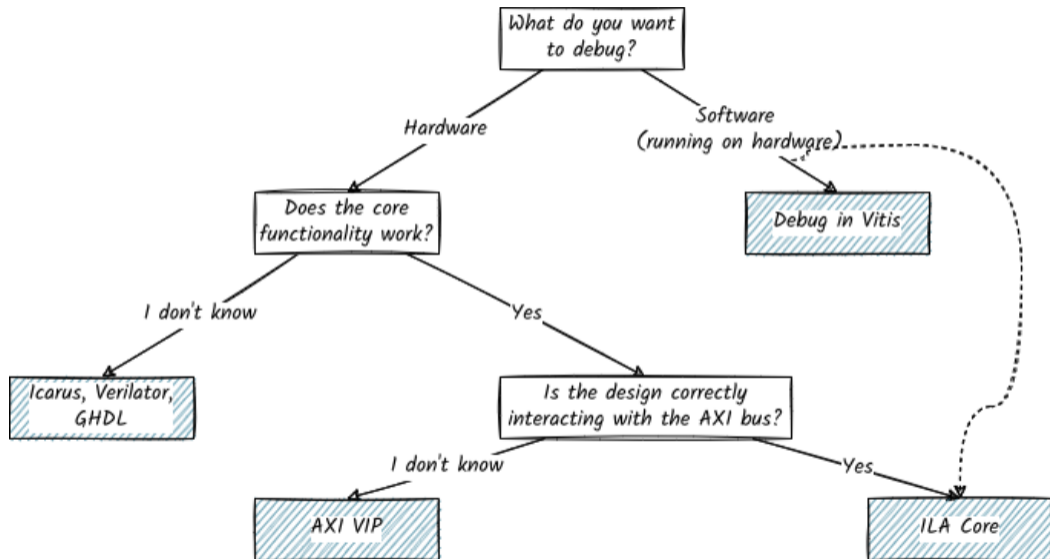 What do you want
to debug?
Hardware
Software
(running on hardware)
Does the core
functionality work?
Debug in Vitis
I don't know
Yes
Icarus, Verilator,
GHDL
Is the design correctly
interacting with the AXI bus?
I don't know
Yes
AXI VIP
ILA Core